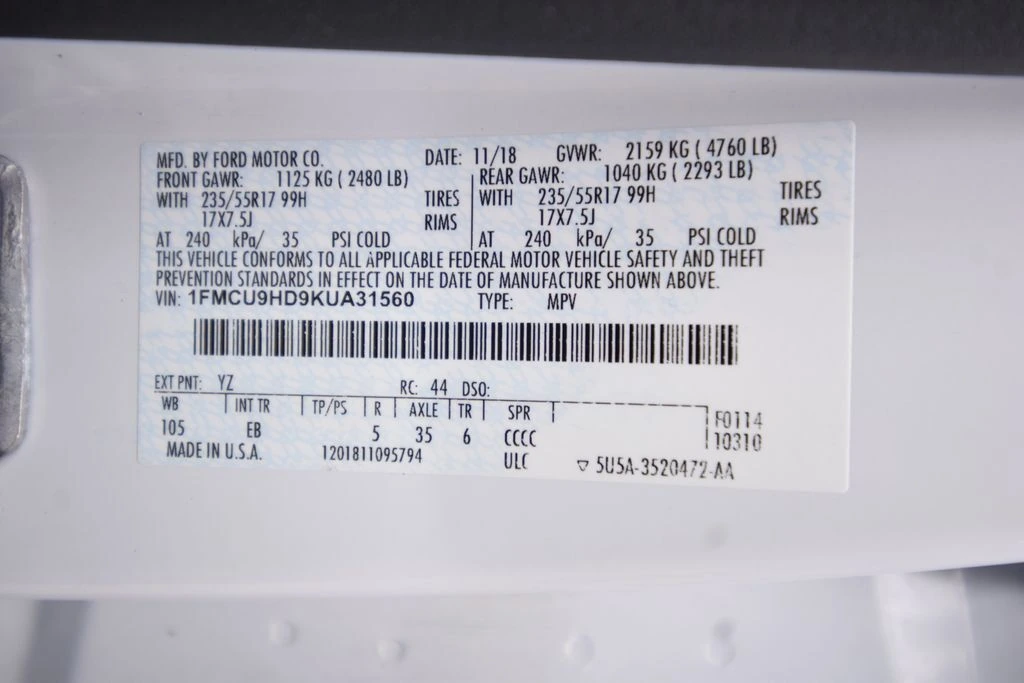 MFD. BY FORD MOTOR CO. DATE: 11/18 GVWR: 2159 KG ( 4760 LB)
FRONT GAWR: 1125 KG ( 2480 LB) REAR GAWR: 1040 KG ( 2293 LB)
WITH 235/55R17 99H TIRES WITH 235/55R17 99H TIRES
17X7.5J RIMS 17X7.5J RIMS
AT 240 kPa/ 35 PSI COLD AT 240 kPa/ 35 PSI COLD
THIS VEHICLE CONFORMS TO ALL APPLICABLE FEDERAL MOTOR VEHICLE SAFETY AND THEFT
PREVENTION STANDARDS IN EFFECT ON THE DATE OF MANUFACTURE SHOWN ABOVE.
VIN: 1FMCU9HD9KUA31560 TYPE: MPV
EXT PNT: YZ RC: 44 DSO:
WB INT TR TP/PS R AXLE TR SPR F0114
105 EB 5 35 6 CCCC 10310
MADE IN U.S.A. 1201811095794 ULC 5U5A-3520472-AA